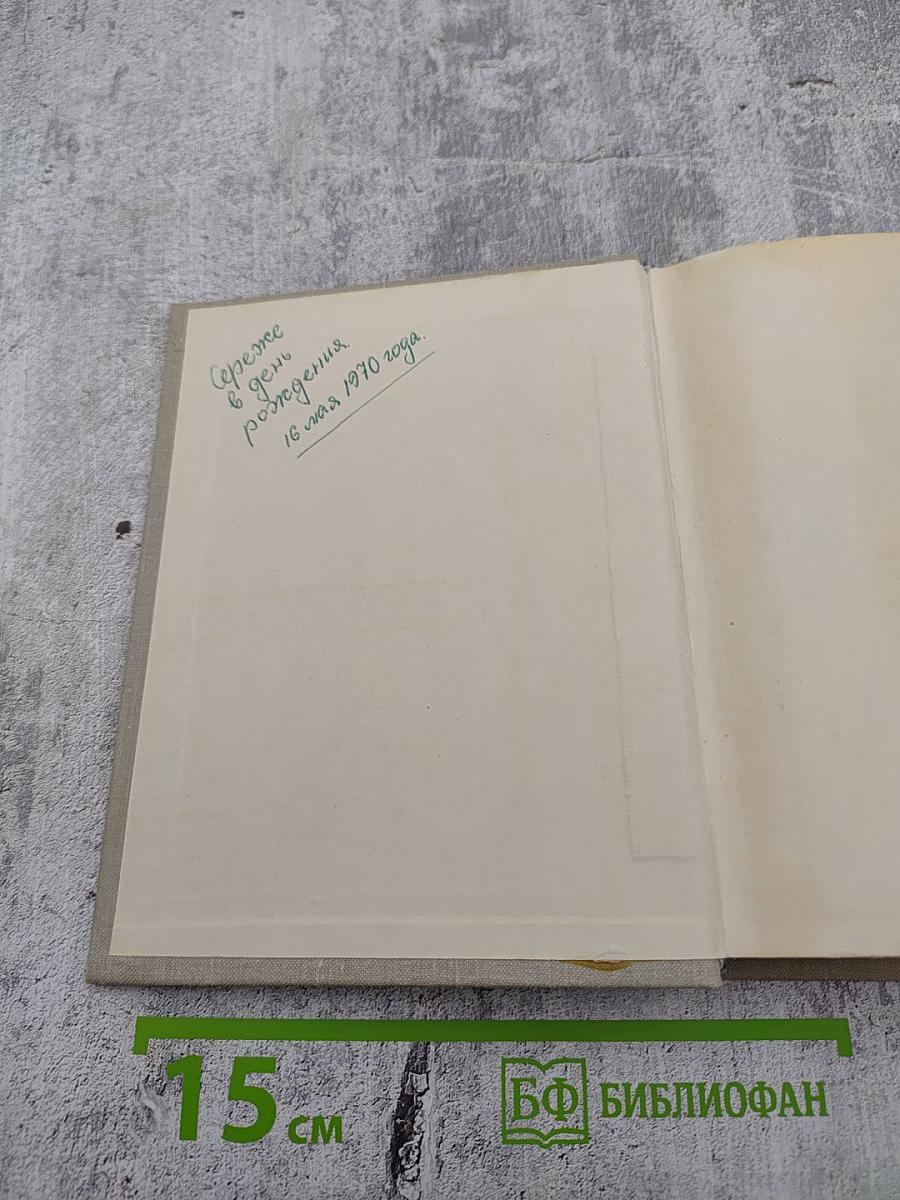 Сереже
в день
рождения.
16 мая 1970 года.
15 см
БФ БИБЛИОФАН